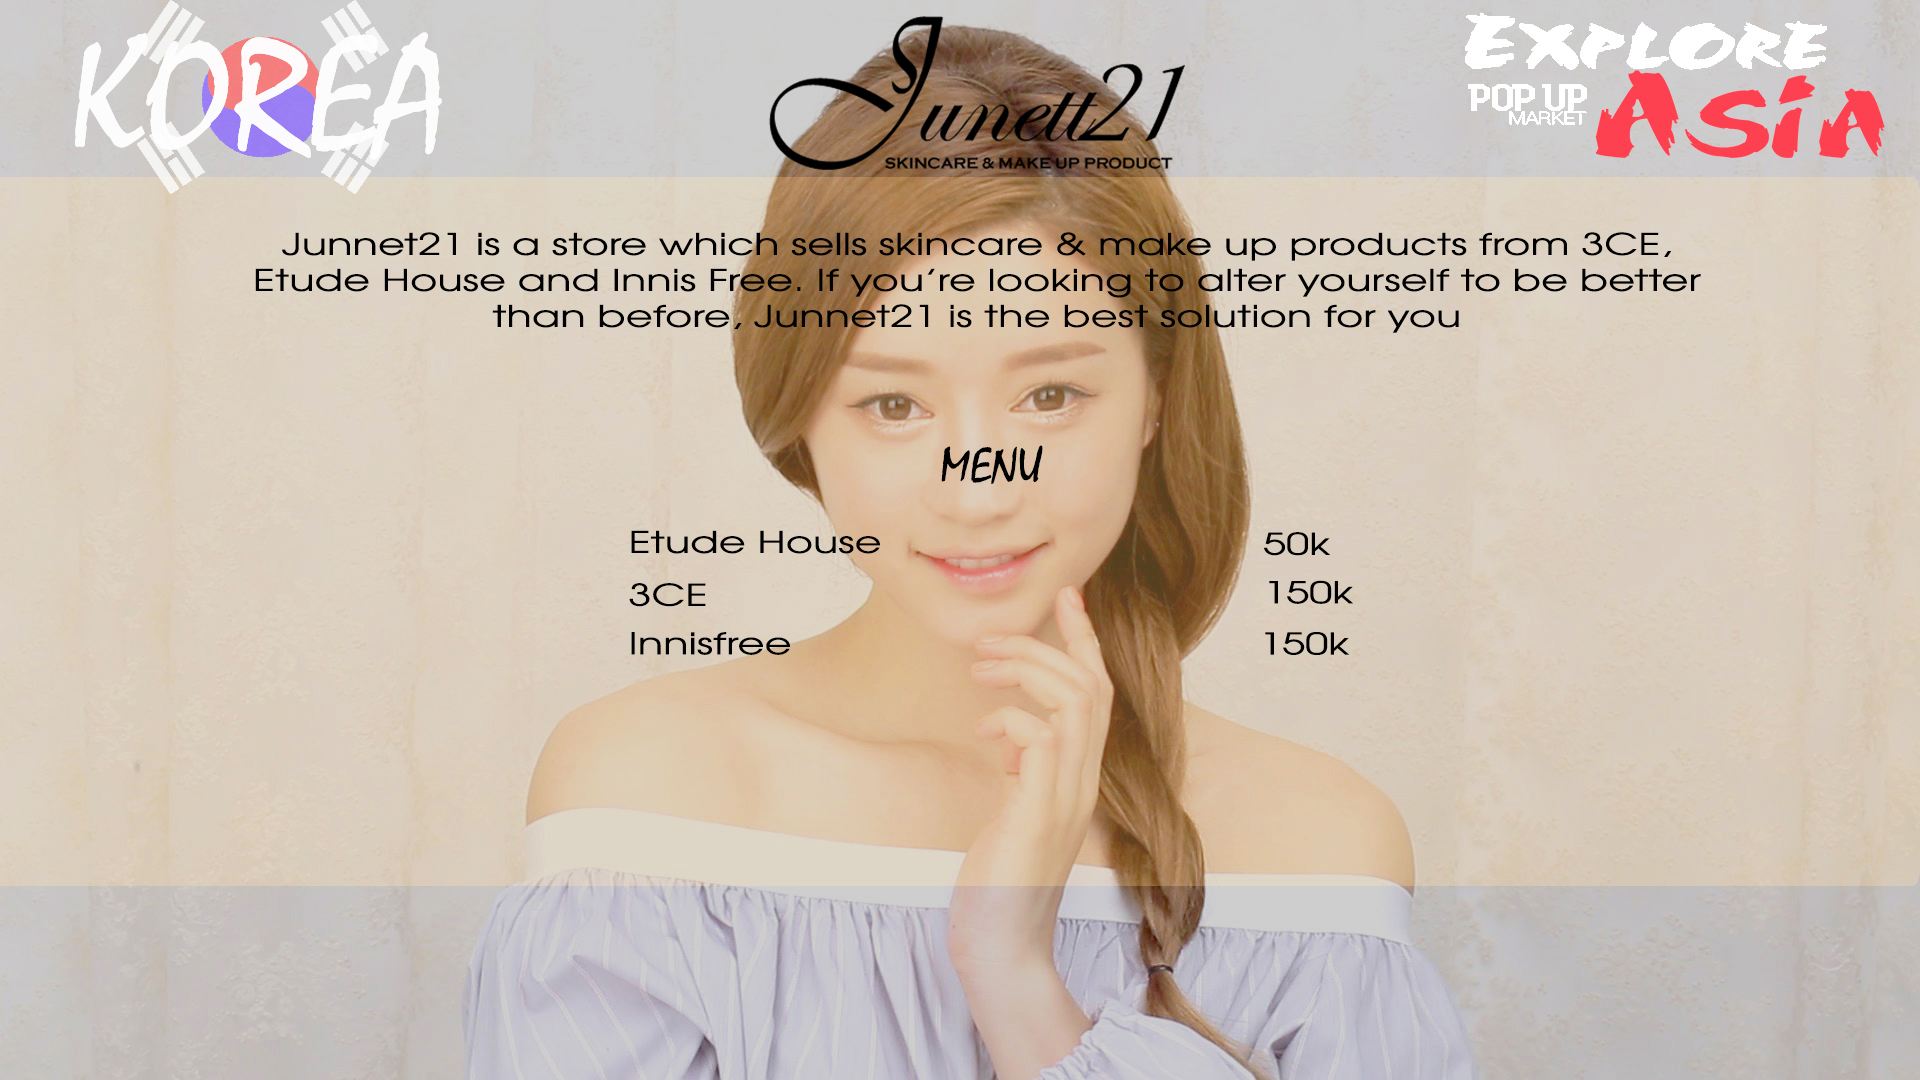 KOREA
Junett21
SKINCARE & MAKE UP PRODUCT
EXPLORE
POP UP
MARKET
ASIA
Junnet21 is a store which sells skincare & make up products from 3CE,
Etude House and Innis Free. If you’re looking to alter yourself to be better
than before, Junnet21 is the best solution for you
MENU
Etude House 50k
3CE 150k
Innisfree 150k